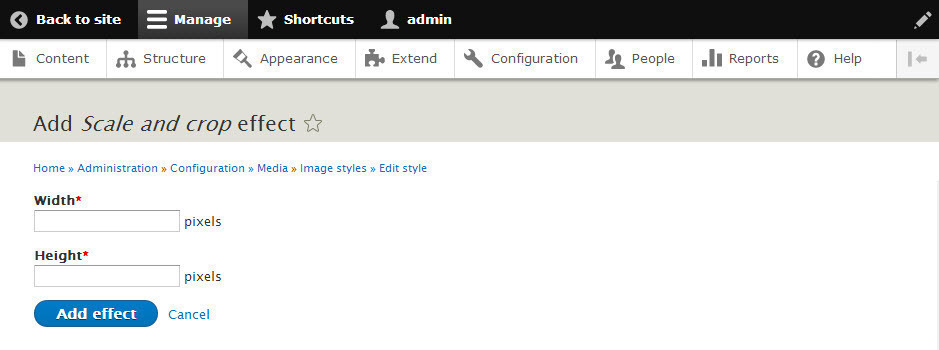 Back to site Manage Shortcuts admin
Content Structure Appearance Extend Configuration People Reports Help
Add Scale and crop effect
Home » Administration » Configuration » Media » Image styles » Edit style
Width*
pixels
Height*
pixels
Add effect Cancel